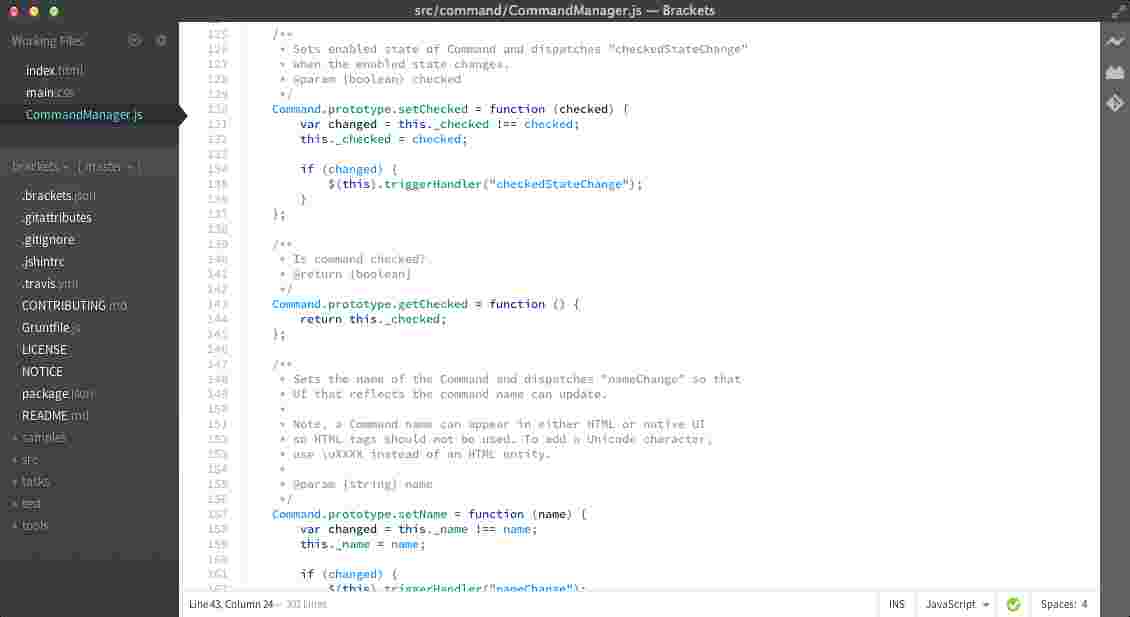 src/command/CommandManager.js — Brackets
Working Files
index.html
main.css
CommandManager.js
brackets
[ master ]
.brackets.json
.gitattributes
.gitignore
.jshintrc
.travis.yml
CONTRIBUTING.md
Gruntfile.js
LICENSE
NOTICE
package.json
README.md
samples
src
tasks
test
tools
125 /**
126 * Sets enabled state of Command and dispatches "checkedStateChange"
127 * when the enabled state changes.
128 * @param {boolean} checked
129 */
130 Command.prototype.setChecked = function (checked) {
131 var changed = this._checked !== checked;
132 this._checked = checked;
133
134 if (changed) {
135 $(this).triggerHandler("checkedStateChange");
136 }
137 };
138
139 /**
140 * Is command checked?
141 * @return {boolean}
142 */
143 Command.prototype.getChecked = function () {
144 return this._checked;
145 };
146
147 /**
148 * Sets the name of the Command and dispatches "nameChange" so that
149 * UI that reflects the command name can update.
150 *
151 * Note, a Command name can appear in either HTML or native UI
152 * so HTML tags should not be used. To add a Unicode character,
153 * use \uXXXX instead of an HTML entity.
154 *
155 * @param {string} name
156 */
157 Command.prototype.setName = function (name) {
158 var changed = this._name !== name;
159 this._name = name;
160
161 if (changed) {
162 $(this).triggerHandler("nameChange");
Line 43, Column 24 — 302 Lines
INS
JavaScript
Spaces: 4